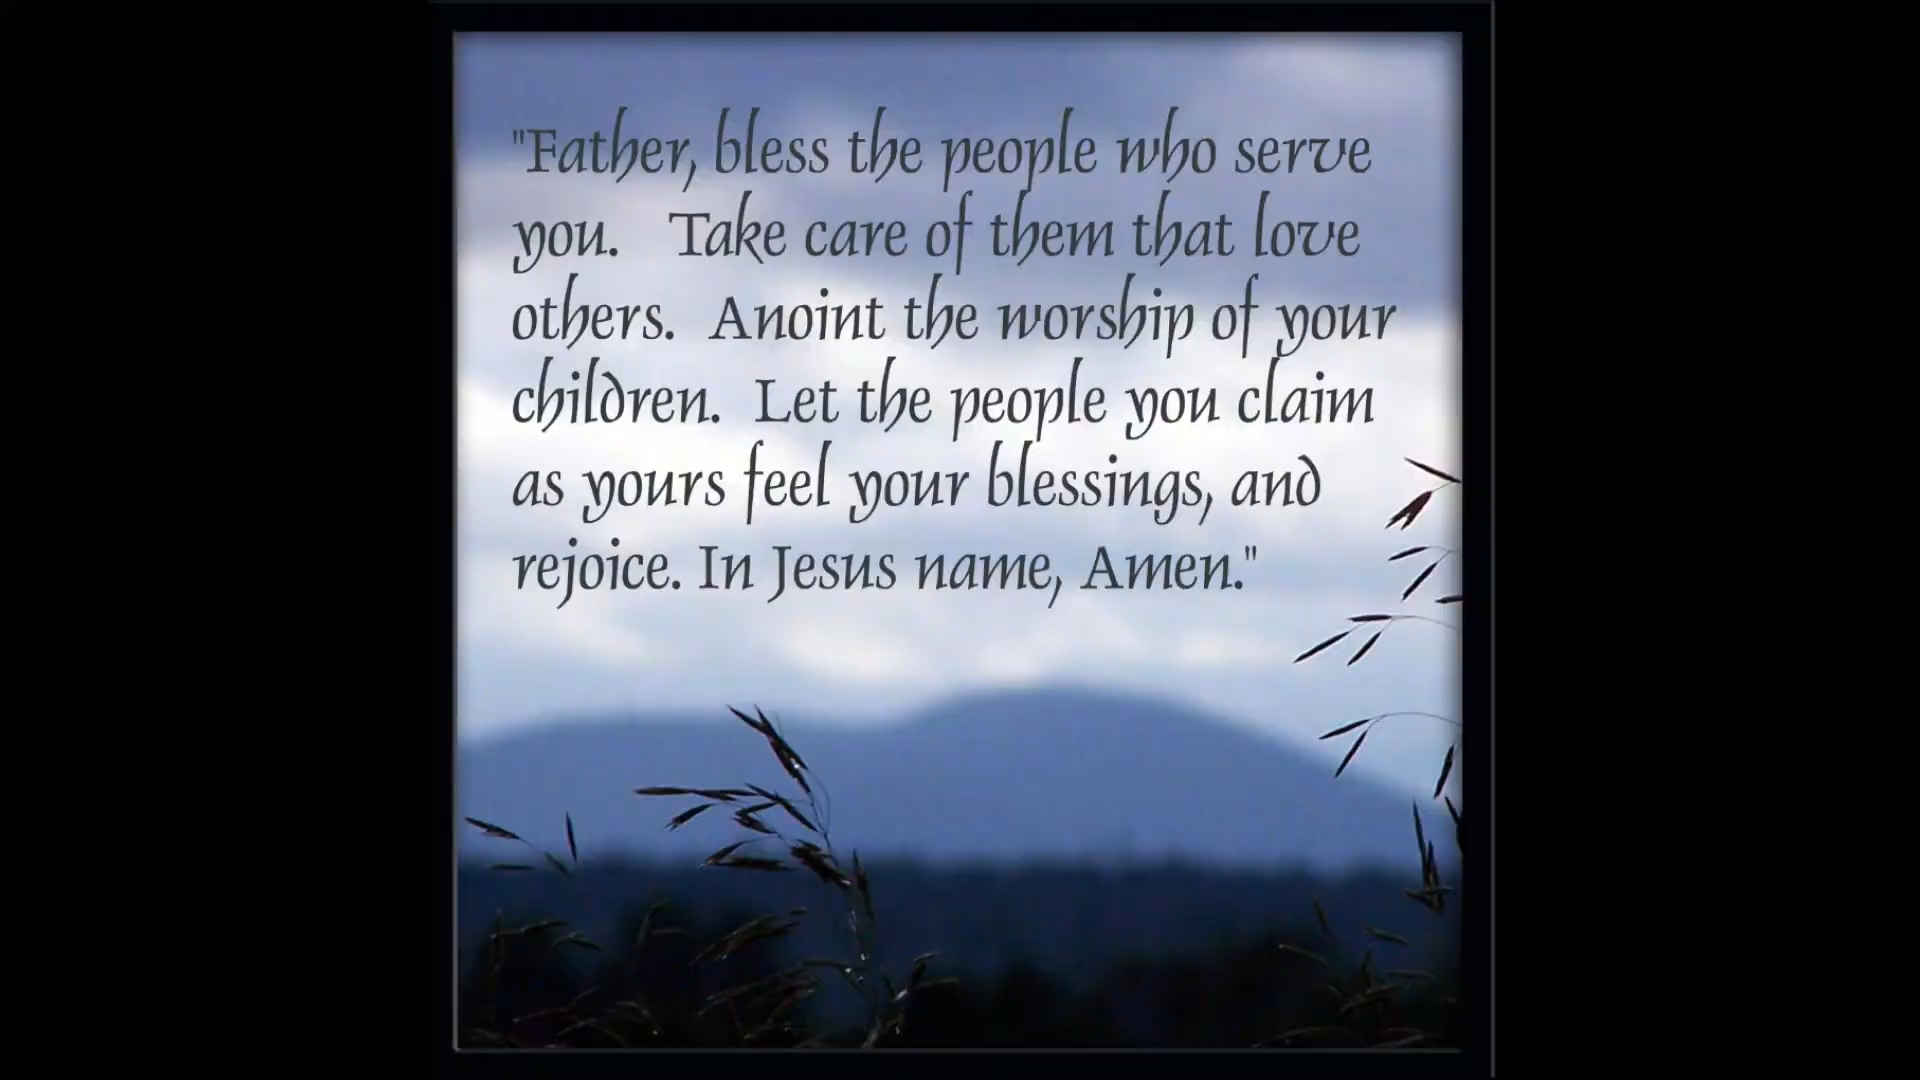 "Father, bless the people who serve
you.   Take care of them that love
others.  Anoint the worship of your
children.  Let the people you claim
as yours feel your blessings, and
rejoice. In Jesus name, Amen."